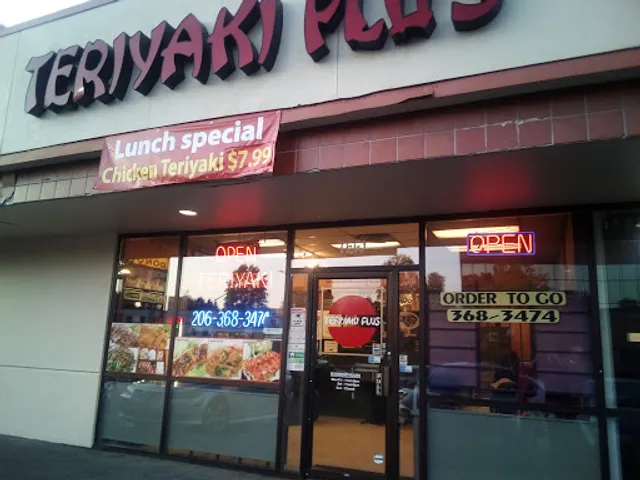 TERIYAKI PLUS
Lunch special
Chicken Teriyaki $7.99
OPEN
TERIYAKI
206-368-3474
TERIYAKI PLUS
OPEN
ORDER TO GO
368-3474